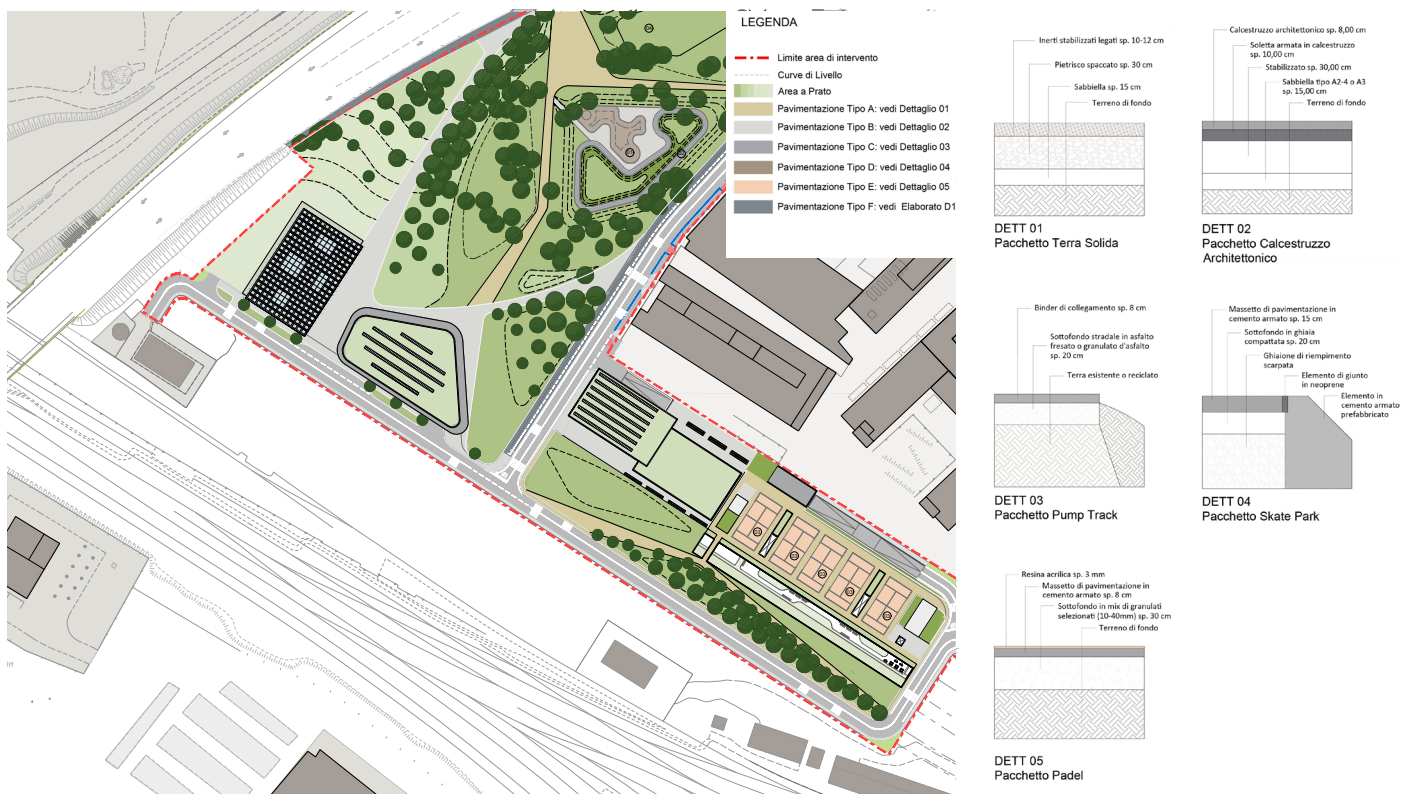 LEGENDA
Limite area di intervento
Curve di Livello
Area a Prato
Pavimentazione Tipo A: vedi Dettaglio 01
Pavimentazione Tipo B: vedi Dettaglio 02
Pavimentazione Tipo C: vedi Dettaglio 03
Pavimentazione Tipo D: vedi Dettaglio 04
Pavimentazione Tipo E: vedi Dettaglio 05
Pavimentazione Tipo F: vedi Elaborato D1
Inerti stabilizzati legati sp. 10-12 cm
Pietrisco spaccato sp. 30 cm
Sabbiella sp. 15 cm
Terreno di fondo
DETT 01
Pacchetto Terra Solida
Calcestruzzo architettonico sp. 8,00 cm
Soletta armata in calcestruzzo
sp. 10,00 cm
Stabilizzato sp. 30,00 cm
Sabbiella tipo A2-4 o A3
sp. 15,00 cm
Terreno di fondo
DETT 02
Pacchetto Calcestruzzo
Architettonico
Binder di collegamento sp. 8 cm
Sottofondo stradale in asfalto
fresato o granulato d'asfalto
sp. 20 cm
Terra esistente o reciclato
DETT 03
Pacchetto Pump Track
Massetto di pavimentazione in
cemento armato sp. 15 cm
Sottofondo in ghiaia
compattata sp. 20 cm
Ghiaione di riempimento
scarpata
Elemento di giunto
in neoprene
Elemento in
cemento armato
prefabbricato
DETT 04
Pacchetto Skate Park
Resina acrilica sp. 3 mm
Massetto di pavimentazione in
cemento armato sp. 8 cm
Sottofondo in mix di granulati
selezionati (10-40mm) sp. 30 cm
Terreno di fondo
DETT 05
Pacchetto Padel